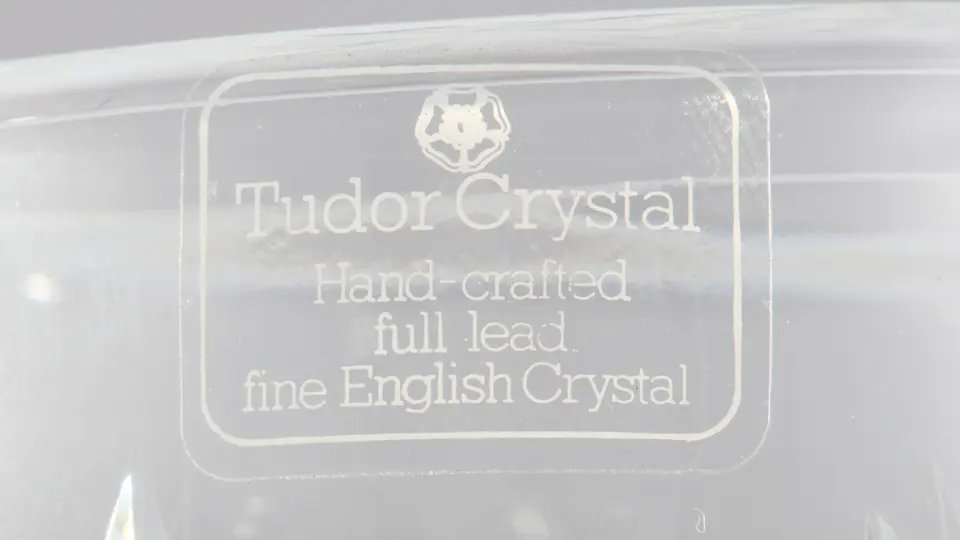 Tudor Crystal
Hand-crafted
full lead
fine English Crystal